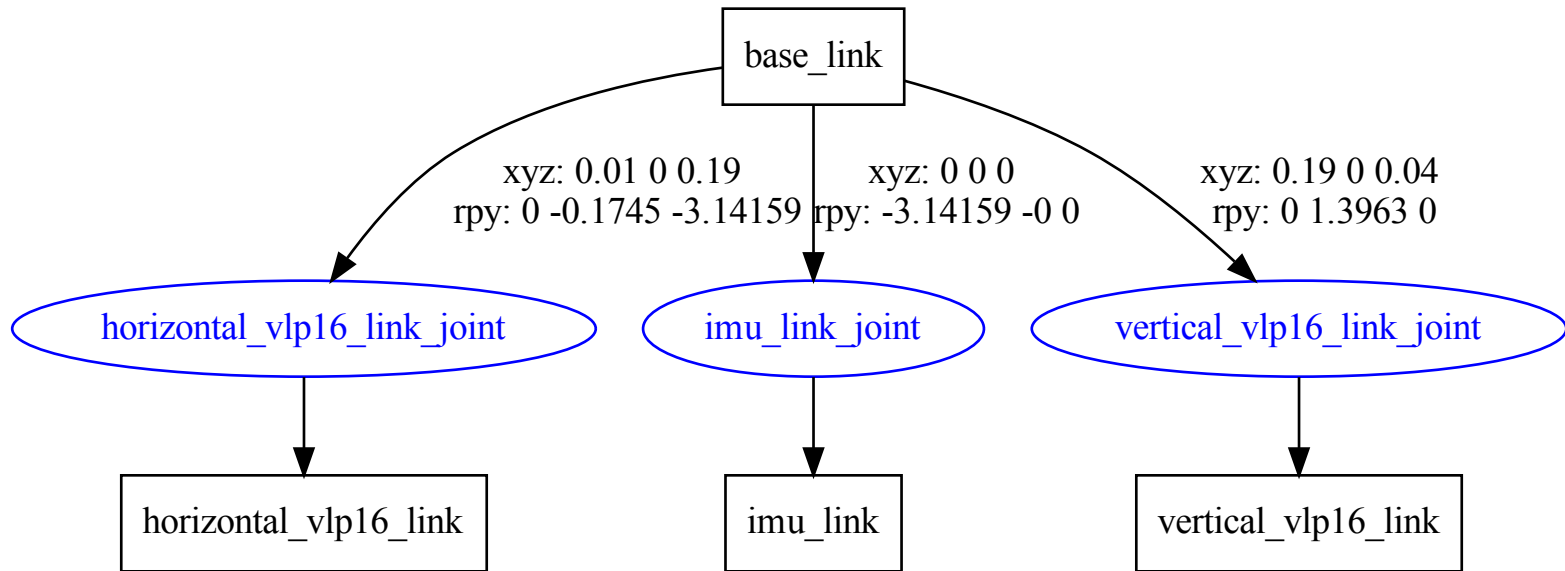 base_link
xyz: 0.01 0 0.19
rpy: 0 -0.1745 -3.14159
xyz: 0 0 0
rpy: -3.14159 -0 0
xyz: 0.19 0 0.04
rpy: 0 1.3963 0
horizontal_vlp16_link_joint
imu_link_joint
vertical_vlp16_link_joint
horizontal_vlp16_link
imu_link
vertical_vlp16_link